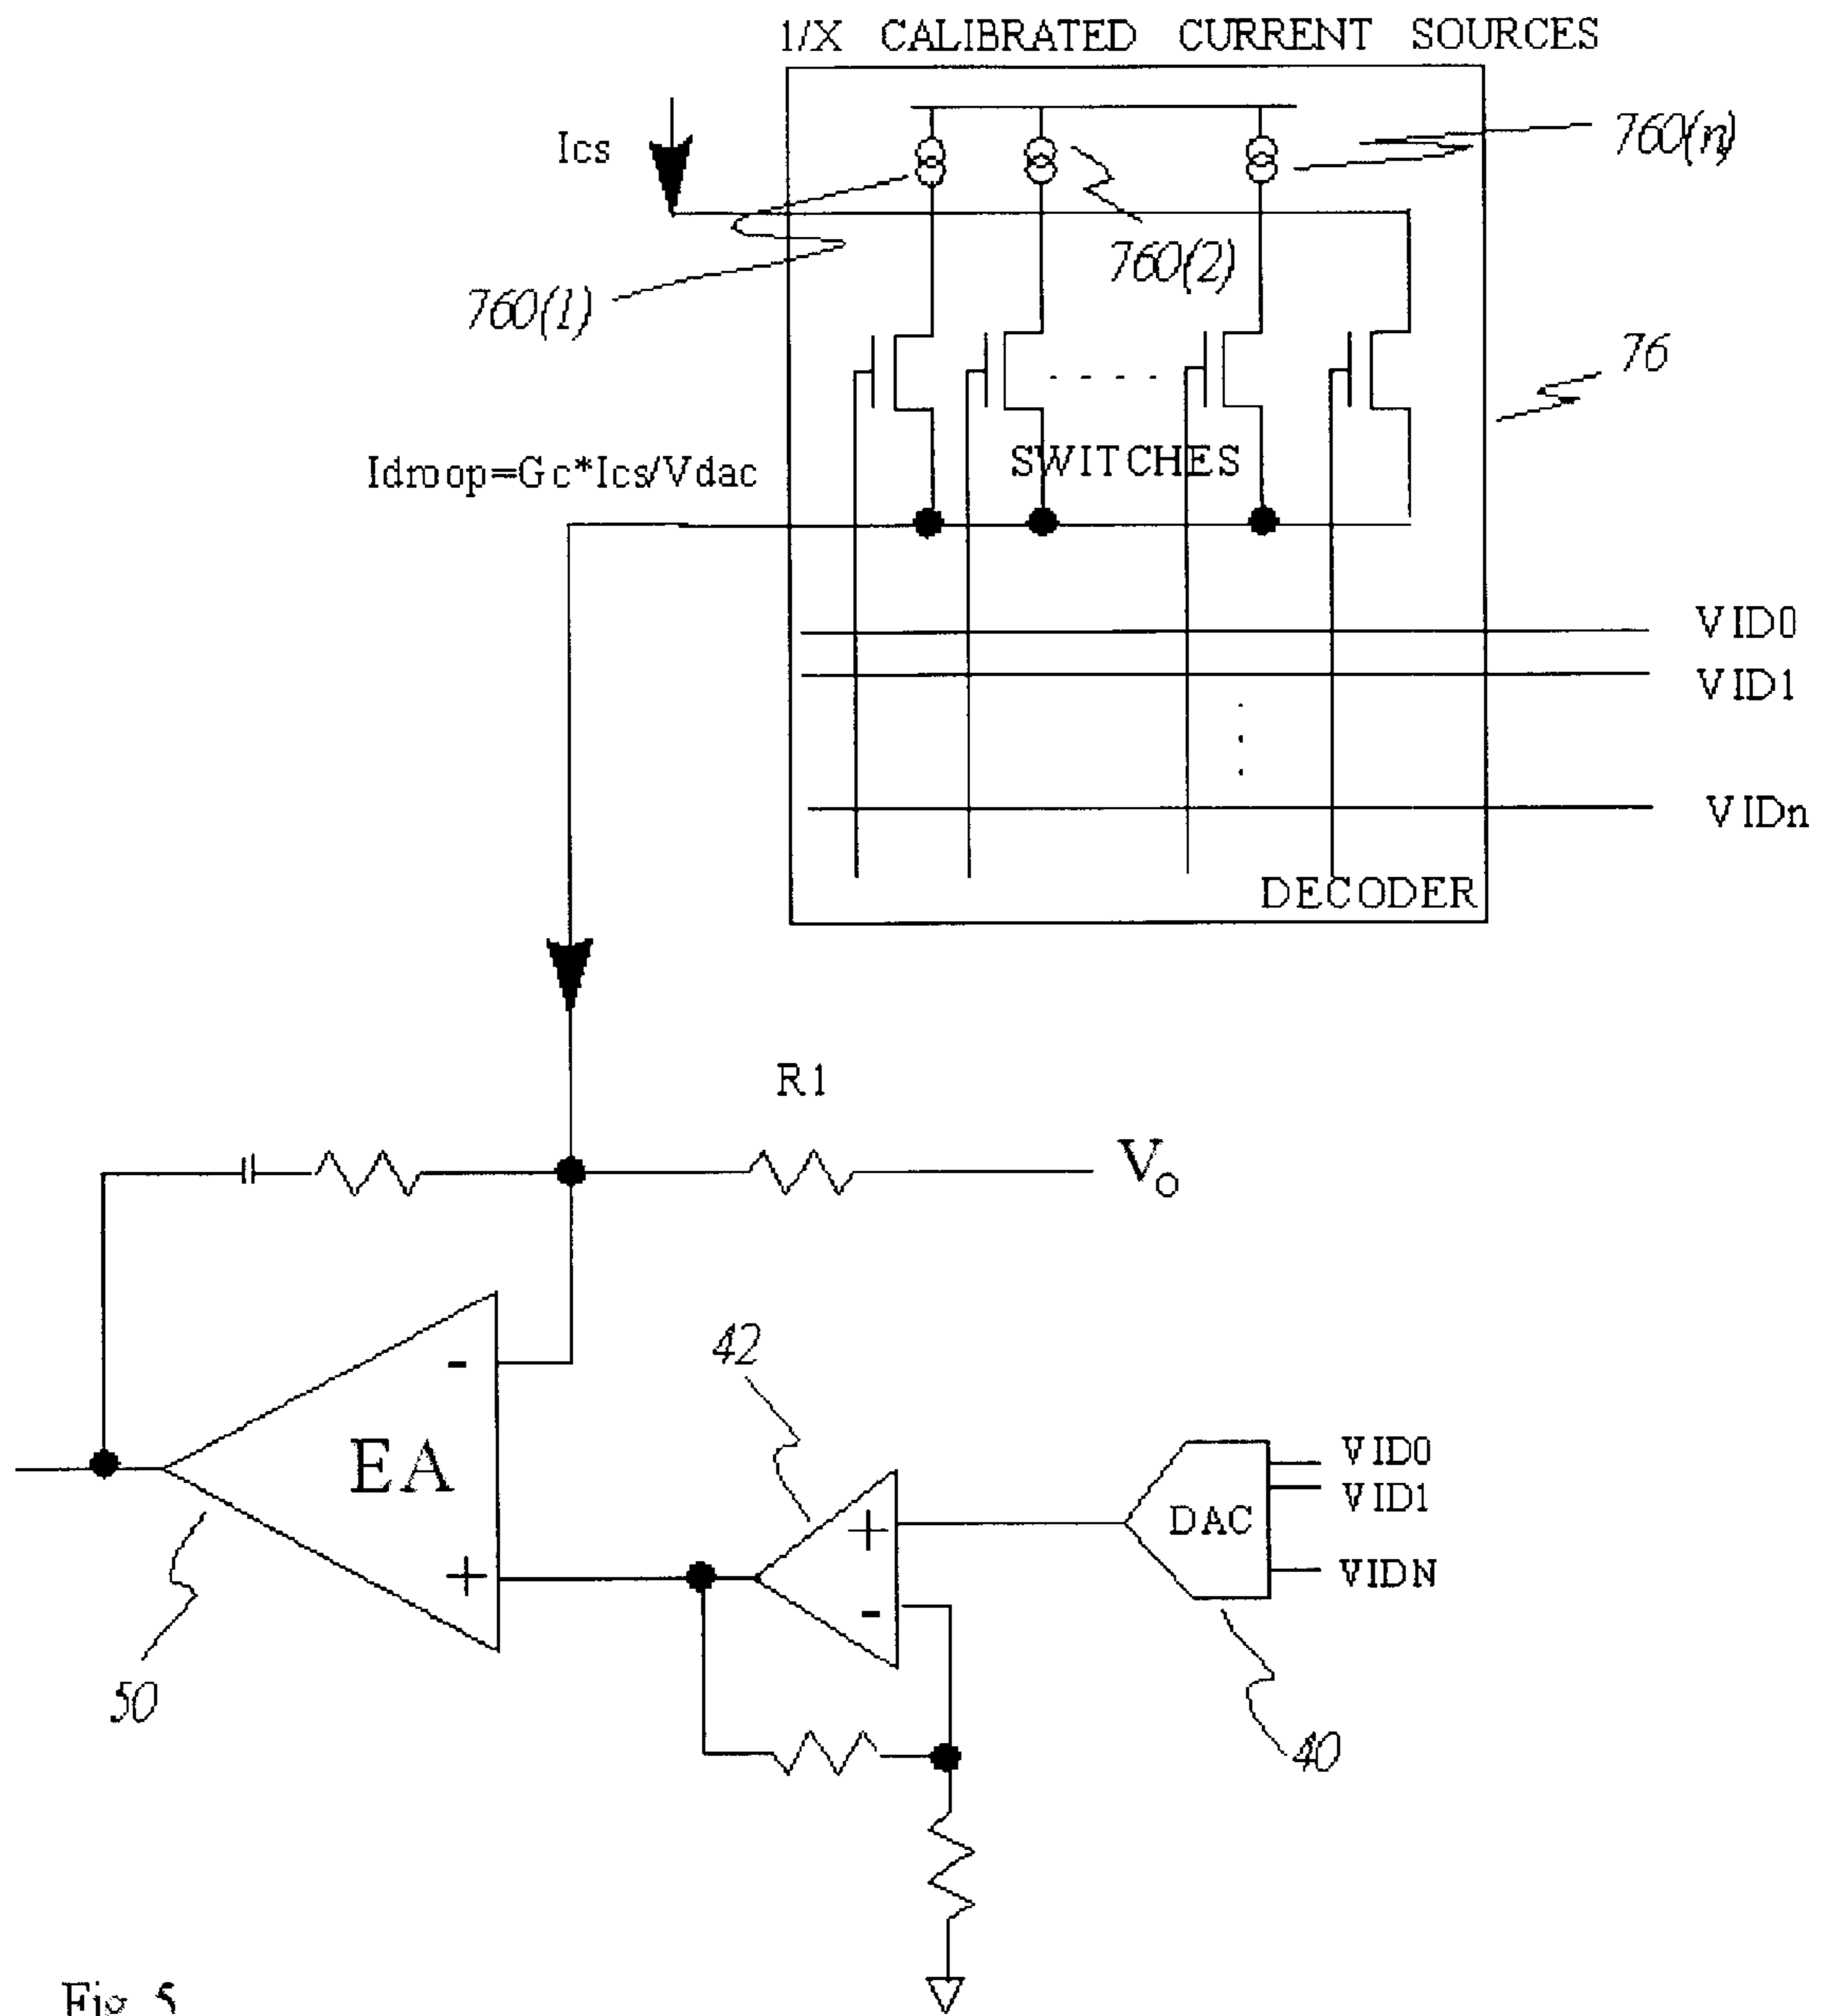 1/X CALIBRATED CURRENT SOURCES
Ics
760(n)
760(2)
760(1)
76
Idroop=Gc*Ics/Vdac
SWITCHES
VID0
VID1
VIDn
DECODER
R1
Vo
-
EA
+
50
42
+
-
DAC
VID0
VID1
VIDN
40
Fig. 5